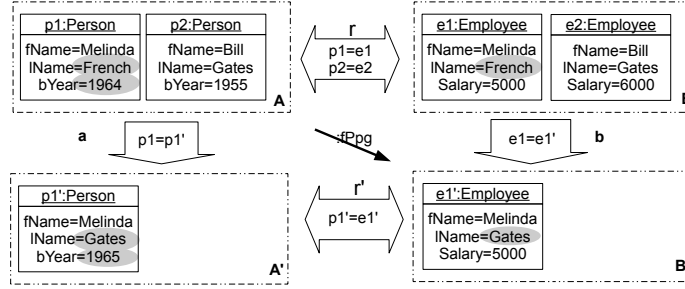 p1:Person
fName=Melinda
lName=French
bYear=1964
p2:Person
fName=Bill
lName=Gates
bYear=1955
A
r
p1=e1
p2=e2
e1:Employee
fName=Melinda
lName=French
Salary=5000
e2:Employee
fName=Bill
lName=Gates
Salary=6000
a
p1=p1'
:fPpg
e1=e1'
b
p1':Person
fName=Melinda
lName=Gates
bYear=1965
A'
r'
p1'=e1'
e1':Employee
fName=Melinda
lName=Gates
Salary=5000